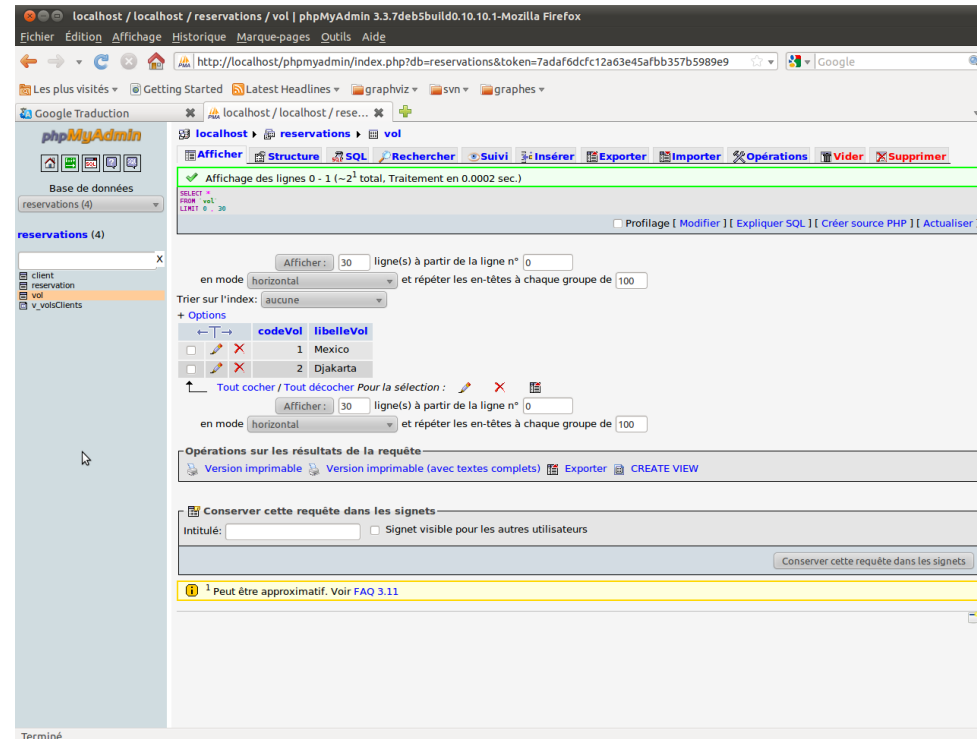 localhost / localhost / reservations / vol | phpMyAdmin 3.3.7deb5build0.10.10.1-Mozilla Firefox
Fichier Édition Affichage Historique Marque-pages Outils Aide
http://localhost/phpmyadmin/index.php?db=reservations&token=7adaf6dcfc12a63e45afbb357b5989e9 Google
Les plus visités Getting Started Latest Headlines graphviz svn graphes
Google Traduction localhost / localhost / rese...
phpMyAdmin
Base de données
reservations (4)
reservations (4)
X
client
reservation
vol
v_volsClients
localhost reservations vol
Afficher Structure SQL Rechercher Suivi Insérer Exporter Importer Opérations Vider Supprimer
Affichage des lignes 0 - 1 (~2¹ total, Traitement en 0.0002 sec.)
SELECT *
FROM `vol`
LIMIT 0 , 30
Profilage [ Modifier ] [ Expliquer SQL ] [ Créer source PHP ] [ Actualiser ]
Afficher : 30 ligne(s) à partir de la ligne n° 0
en mode horizontal et répéter les en-têtes à chaque groupe de 100
Trier sur l'index: aucune
+ Options
←T→ codeVol libelleVol
1 Mexico
2 Djakarta
Tout cocher / Tout décocher Pour la sélection :
Afficher : 30 ligne(s) à partir de la ligne n° 0
en mode horizontal et répéter les en-têtes à chaque groupe de 100
Opérations sur les résultats de la requête
Version imprimable Version imprimable (avec textes complets) Exporter CREATE VIEW
Conserver cette requête dans les signets
Intitulé: Signet visible pour les autres utilisateurs
Conserver cette requête dans les signets
¹ Peut être approximatif. Voir FAQ 3.11
Terminé